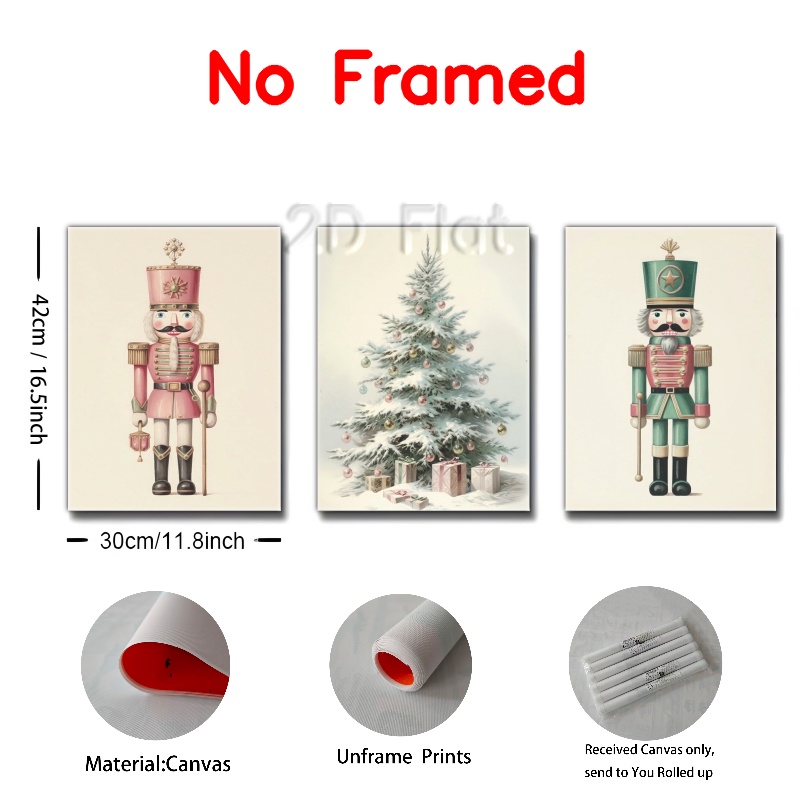 No Framed
2D Flat
42cm / 16.5inch
30cm/11.8inch
Material:Canvas
Unframe Prints
Received Canvas only,
send to You Rolled up